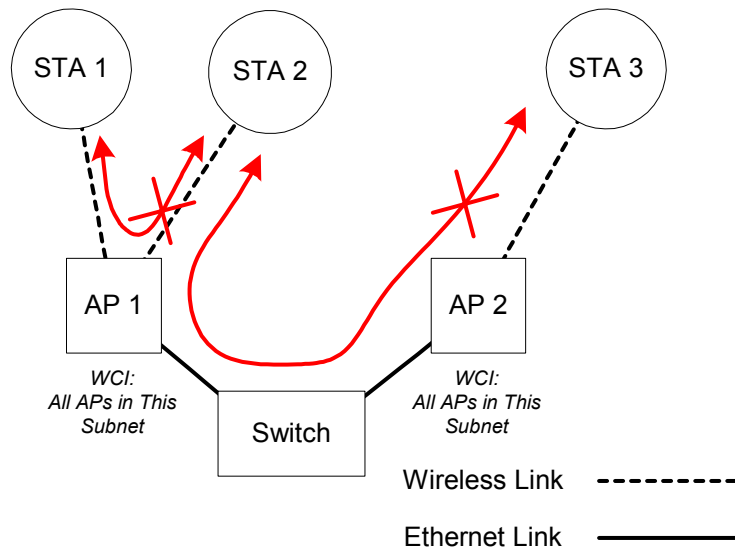 STA 1
STA 2
STA 3
AP 1
AP 2
WCI:
All APs in This
Subnet
WCI:
All APs in This
Subnet
Switch
Wireless Link
Ethernet Link